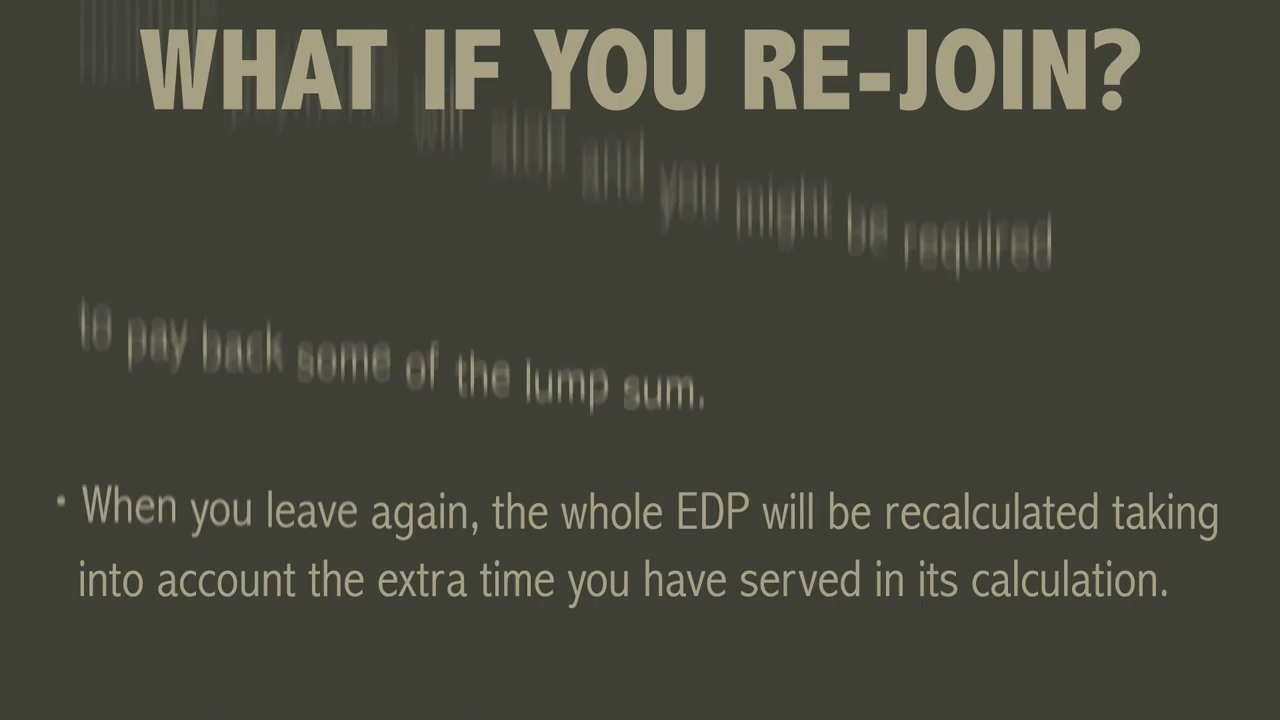 WHAT IF YOU RE-JOIN?
will stop and you might be required
to pay back some of the lump sum.
• When you leave again, the whole EDP will be recalculated taking
into account the extra time you have served in its calculation.